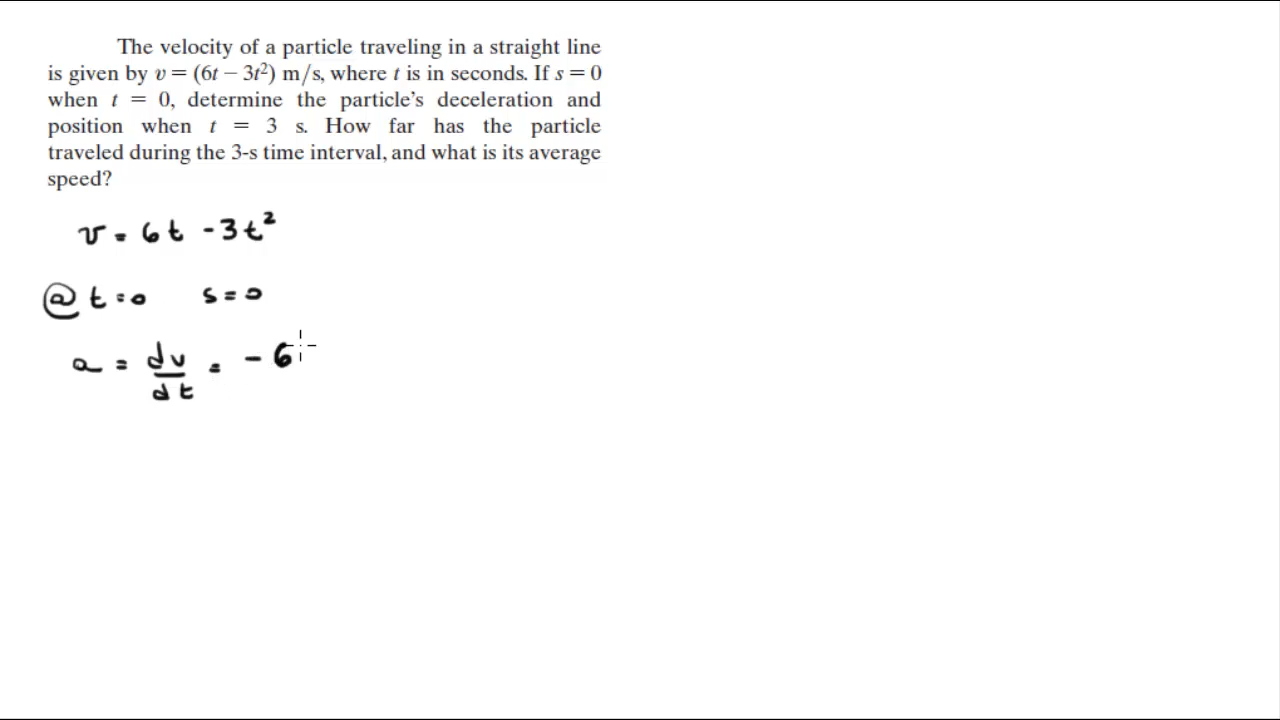 The velocity of a particle traveling in a straight line
is given by v = (6t − 3t²) m/s, where t is in seconds. If s = 0
when t = 0, determine the particle's deceleration and
position when t = 3 s. How far has the particle
traveled during the 3-s time interval, and what is its average
speed?
v = 6t - 3t²
@ t = 0 s = 0
a = dv/dt = - 6